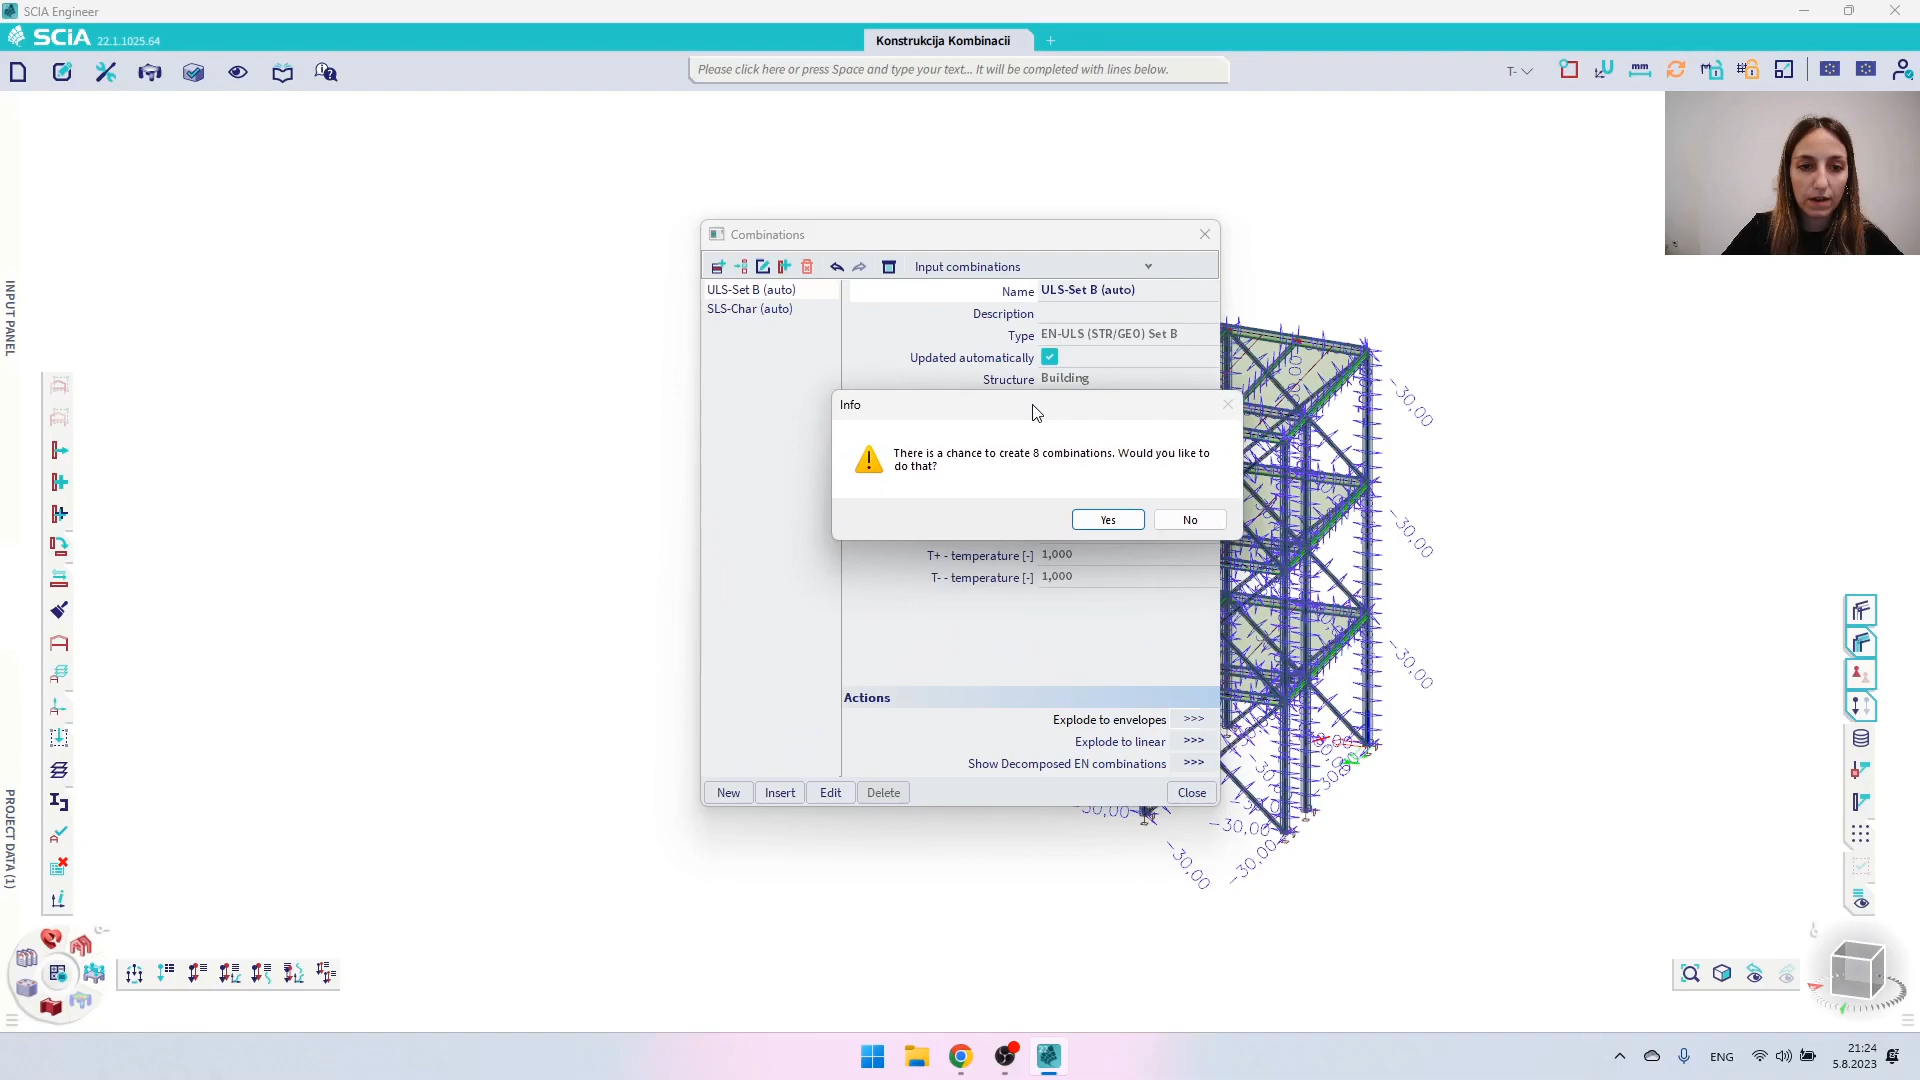 SCIA Engineer
SCiA 22.1.1025.64
Konstrukcija Kombinacii
Please click here or press Space and type your text... It will be completed with lines below.
T-
mm
INPUT PANEL
PROJECT DATA (1)
Combinations
Input combinations
ULS-Set B (auto)
SLS-Char (auto)
Name ULS-Set B (auto)
Description
Type EN-ULS (STR/GEO) Set B
Updated automatically
Structure Building
Info
There is a chance to create 8 combinations. Would you like to
do that?
Yes No
T+ - temperature [-] 1,000
T- - temperature [-] 1,000
Actions
Explode to envelopes >>>
Explode to linear >>>
Show Decomposed EN combinations >>>
New Insert Edit Delete Close
-30,00
-30,00
-30,00
-30,00
-30,00
-30,00
ENG
21:24
5.8.2023